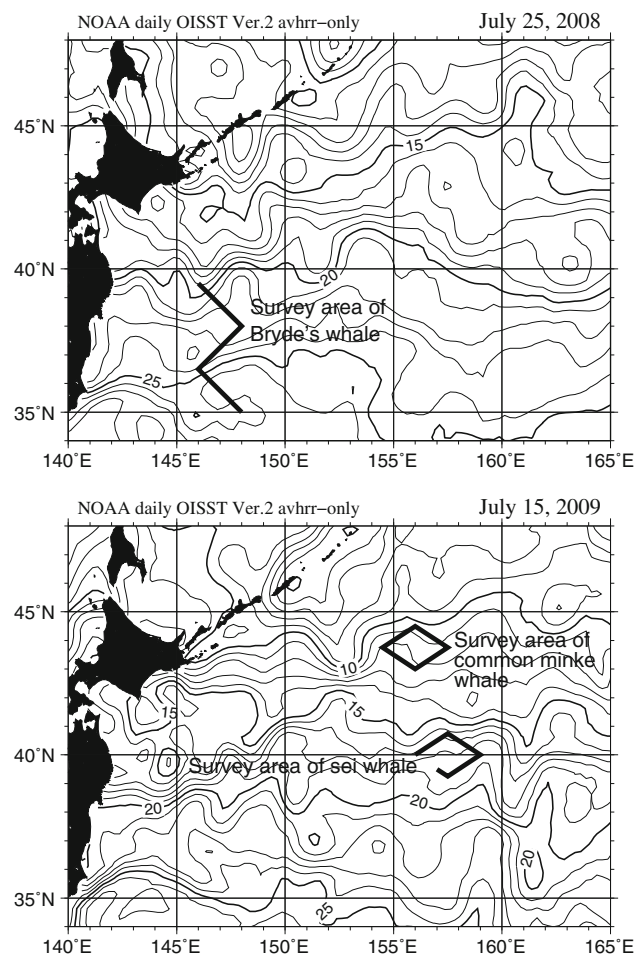 NOAA daily OISST Ver.2 avhrr−only July 25, 2008
45˚N
15
40˚N
20
Survey area of
Bryde's whale
25
35˚N
140˚E 145˚E 150˚E 155˚E 160˚E 165˚E
NOAA daily OISST Ver.2 avhrr−only July 15, 2009
45˚N
Survey area of
10
common minke
whale
15
15
40˚N
Survey area of sei whale
20
20
20
35˚N
25
140˚E 145˚E 150˚E 155˚E 160˚E 165˚E